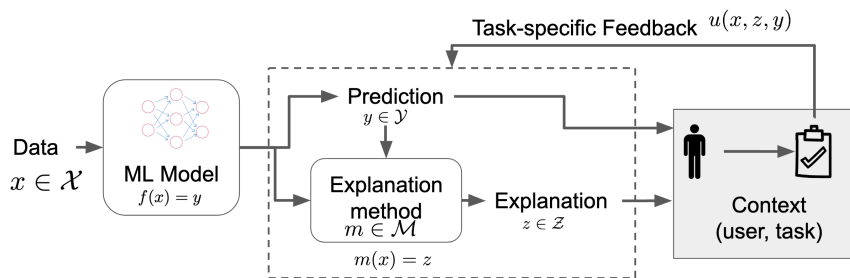 Task-specific Feedback u(x, z, y)
Data
x ∈ 𝒳
ML Model
f(x) = y
Prediction
y ∈ 𝒴
Explanation
method
m ∈ ℳ
m(x) = z
Explanation
z ∈ 𝒵
Context
(user, task)